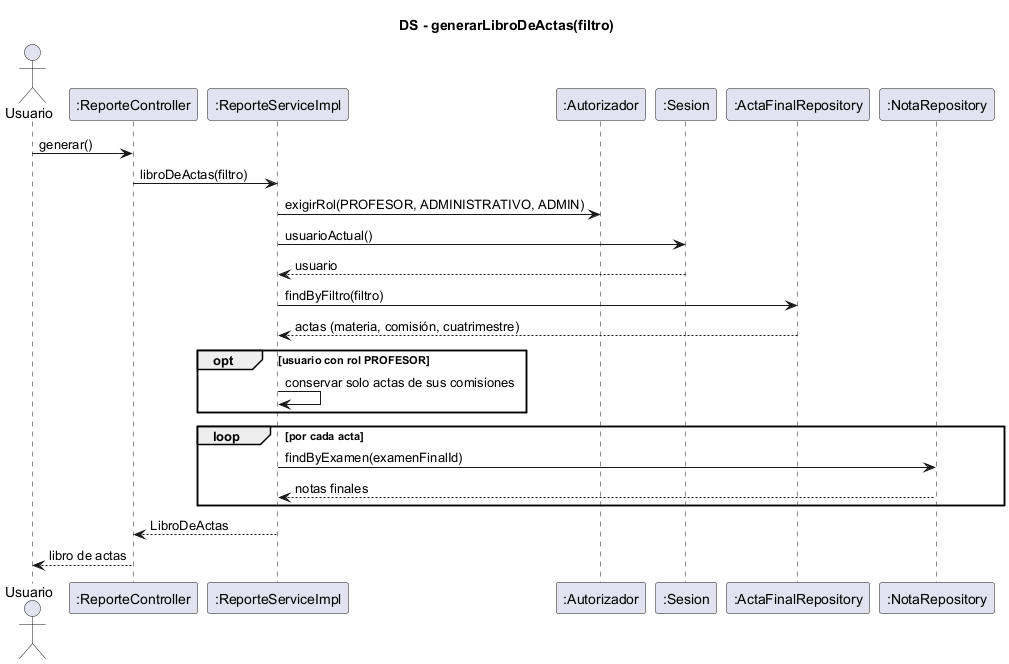 DS - generarLibroDeActas(filtro)
Usuario
:ReporteController
:ReporteServiceImpl
:Autorizador
:Sesion
:ActaFinalRepository
:NotaRepository
generar()
libroDeActas(filtro)
exigirRol(PROFESOR, ADMINISTRATIVO, ADMIN)
usuarioActual()
usuario
findByFiltro(filtro)
actas (materia, comisión, cuatrimestre)
opt
[usuario con rol PROFESOR]
conservar solo actas de sus comisiones
loop
[por cada acta]
findByExamen(examenFinalId)
notas finales
LibroDeActas
libro de actas
Usuario
:ReporteController
:ReporteServiceImpl
:Autorizador
:Sesion
:ActaFinalRepository
:NotaRepository